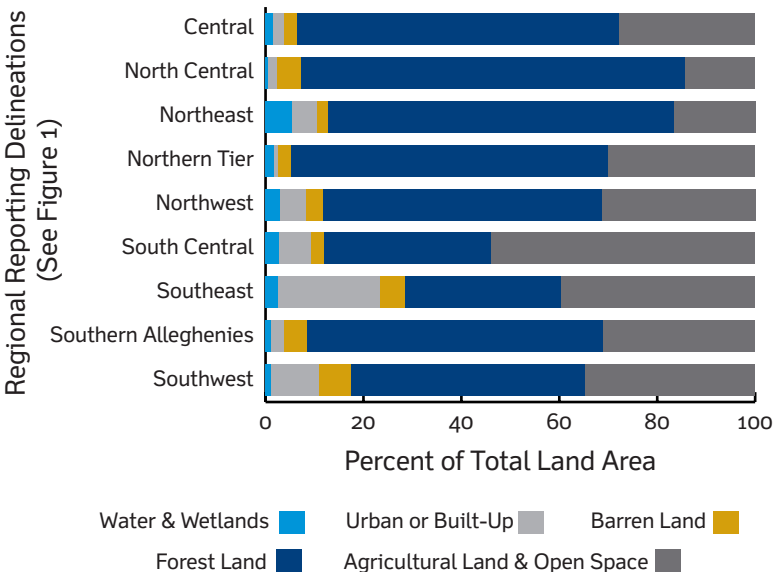 Regional Reporting Delineations
(See Figure 1)
Central
North Central
Northeast
Northern Tier
Northwest
South Central
Southeast
Southern Alleghenies
Southwest
0 20 40 60 80 100
Percent of Total Land Area
Water & Wetlands Urban or Built-Up Barren Land
Forest Land Agricultural Land & Open Space